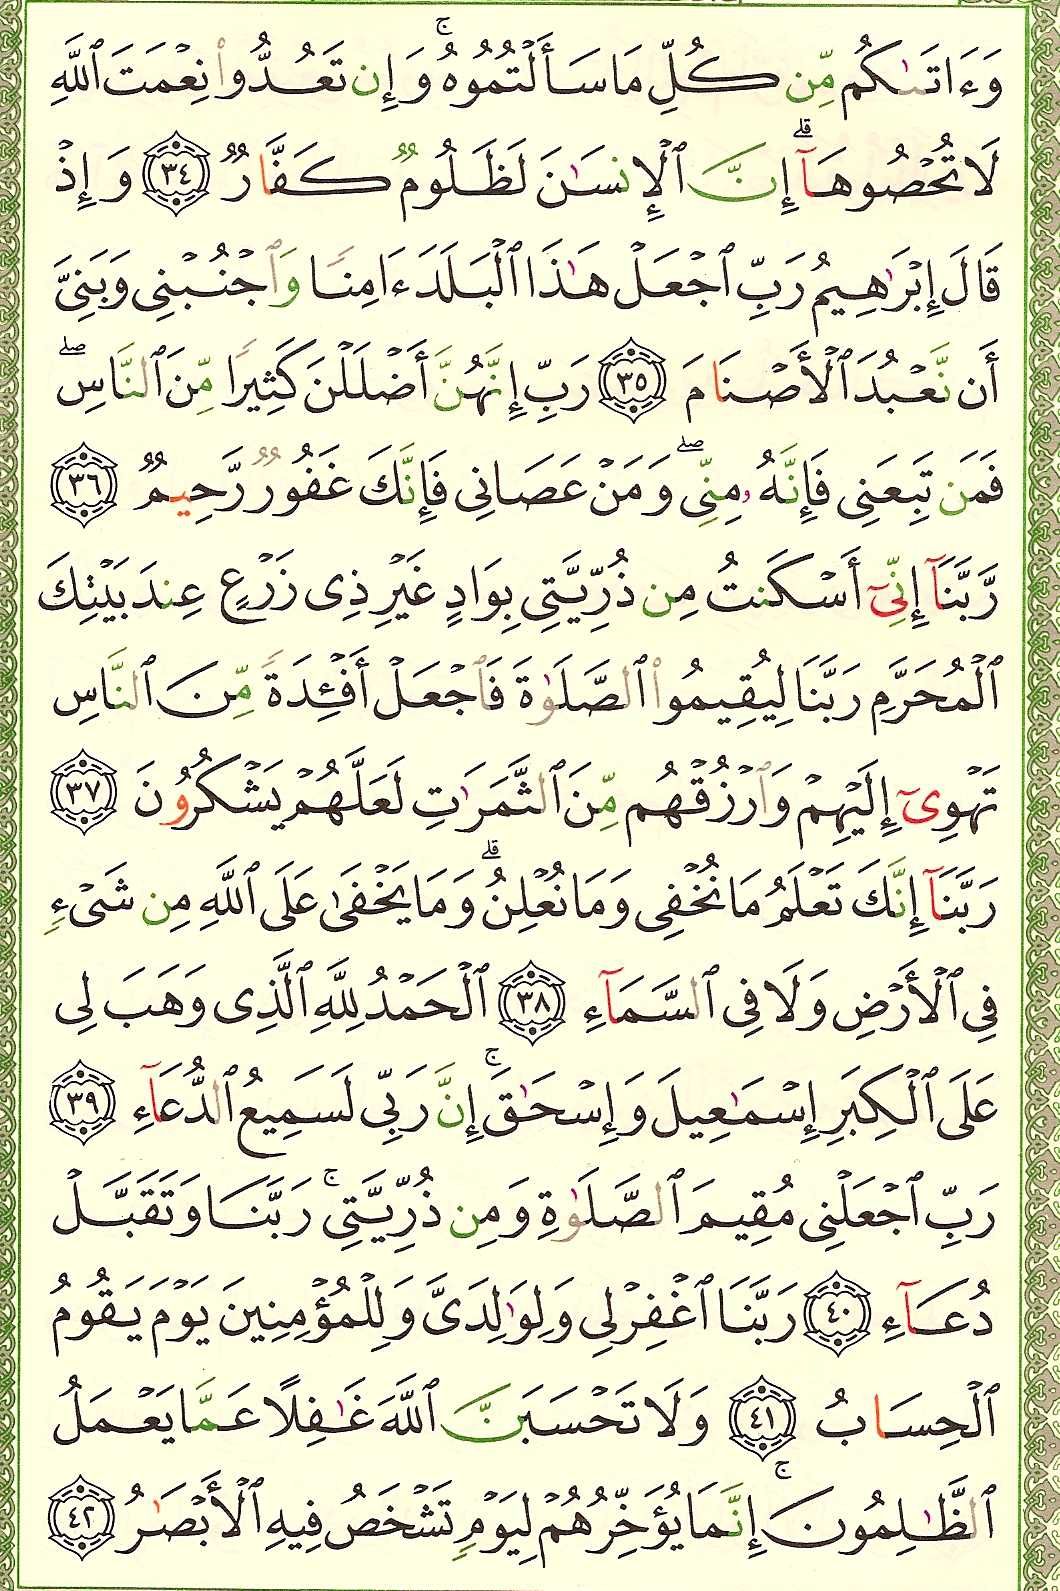 وَءَاتَىٰكُم مِّن كُلِّ مَا سَأَلْتُمُوهُ ۚ وَإِن تَعُدُّوا۟ نِعْمَتَ ٱللَّهِ
لَا تُحْصُوهَآ ۗ إِنَّ ٱلْإِنسَٰنَ لَظَلُومٌ كَفَّارٌ ٣٤ وَإِذْ
قَالَ إِبْرَٰهِيمُ رَبِّ ٱجْعَلْ هَٰذَا ٱلْبَلَدَ ءَامِنًا وَٱجْنُبْنِى وَبَنِىَّ
أَن نَّعْبُدَ ٱلْأَصْنَامَ ٣٥ رَبِّ إِنَّهُنَّ أَضْلَلْنَ كَثِيرًا مِّنَ ٱلنَّاسِ ۖ
فَمَن تَبِعَنِى فَإِنَّهُۥ مِنِّى ۖ وَمَنْ عَصَانِى فَإِنَّكَ غَفُورٌ رَّحِيمٌ ٣٦
رَّبَّنَآ إِنِّىٓ أَسْكَنتُ مِن ذُرِّيَّتِى بِوَادٍ غَيْرِ ذِى زَرْعٍ عِندَ بَيْتِكَ
ٱلْمُحَرَّمِ رَبَّنَا لِيُقِيمُوا۟ ٱلصَّلَوٰةَ فَٱجْعَلْ أَفْـِٔدَةً مِّنَ ٱلنَّاسِ
تَهْوِىٓ إِلَيْهِمْ وَٱرْزُقْهُم مِّنَ ٱلثَّمَرَٰتِ لَعَلَّهُمْ يَشْكُرُونَ ٣٧
رَبَّنَآ إِنَّكَ تَعْلَمُ مَا نُخْفِى وَمَا نُعْلِنُ ۗ وَمَا يَخْفَىٰ عَلَى ٱللَّهِ مِن شَىْءٍ
فِى ٱلْأَرْضِ وَلَا فِى ٱلسَّمَآءِ ٣٨ ٱلْحَمْدُ لِلَّهِ ٱلَّذِى وَهَبَ لِى
عَلَى ٱلْكِبَرِ إِسْمَٰعِيلَ وَإِسْحَٰقَ ۚ إِنَّ رَبِّى لَسَمِيعُ ٱلدُّعَآءِ ٣٩
رَبِّ ٱجْعَلْنِى مُقِيمَ ٱلصَّلَوٰةِ وَمِن ذُرِّيَّتِى ۚ رَبَّنَا وَتَقَبَّلْ
دُعَآءِ ٤٠ رَبَّنَا ٱغْفِرْ لِى وَلِوَٰلِدَىَّ وَلِلْمُؤْمِنِينَ يَوْمَ يَقُومُ
ٱلْحِسَابُ ٤١ وَلَا تَحْسَبَنَّ ٱللَّهَ غَٰفِلًا عَمَّا يَعْمَلُ
ٱلظَّٰلِمُونَ ۚ إِنَّمَا يُؤَخِّرُهُمْ لِيَوْمٍ تَشْخَصُ فِيهِ ٱلْأَبْصَٰرُ ٤٢